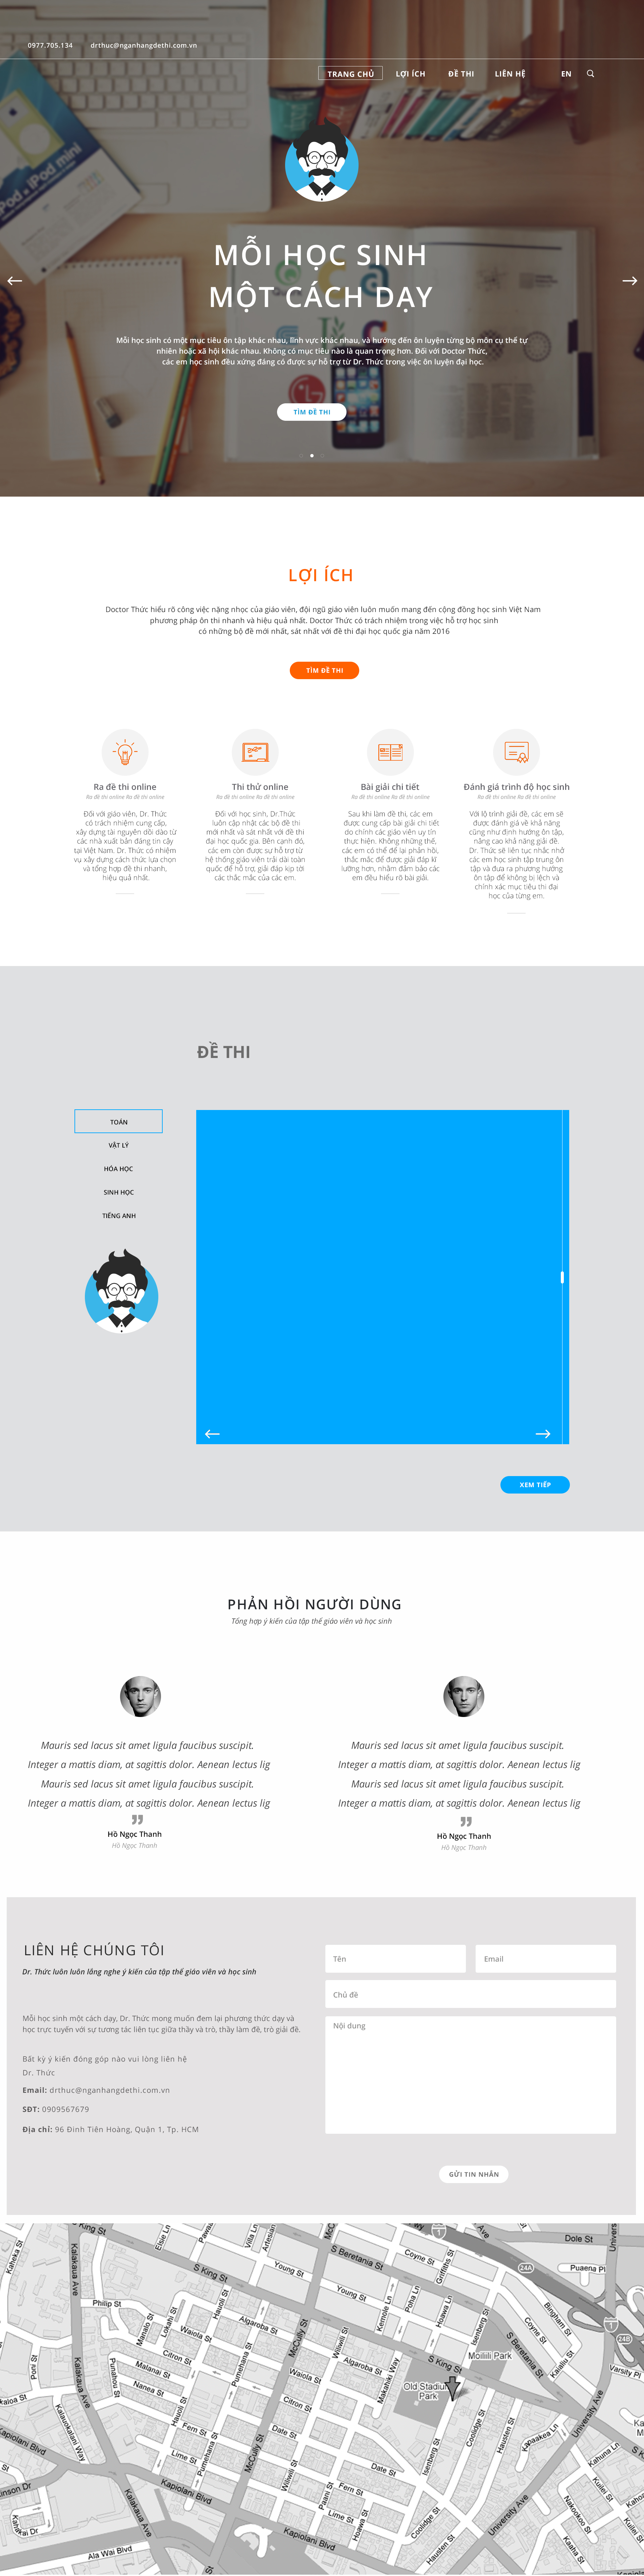 0977.705.134 drthuc@nganhangdethi.com.vn
TRANG CHỦ LỢI ÍCH ĐỀ THI LIÊN HỆ EN
iPod • iPad mini
MỖI HỌC SINH
MỘT CÁCH DẠY
Mỗi học sinh có một mục tiêu ôn tập khác nhau, lĩnh vực khác nhau, và hướng đến ôn luyện từng bộ môn cụ thể tự
nhiên hoặc xã hội khác nhau. Không có mục tiêu nào là quan trọng hơn. Đối với Doctor Thức,
các em học sinh đều xứng đáng có được sự hỗ trợ từ Dr. Thức trong việc ôn luyện đại học.
TÌM ĐỀ THI
LỢI ÍCH
Doctor Thức hiểu rõ công việc nặng nhọc của giáo viên, đội ngũ giáo viên luôn muốn mang đến cộng đồng học sinh Việt Nam
phương pháp ôn thi nhanh và hiệu quả nhất. Doctor Thức có trách nhiệm trong việc hỗ trợ học sinh
có những bộ đề mới nhất, sát nhất với đề thi đại học quốc gia năm 2016
TÌM ĐỀ THI
Ra đề thi online
Ra đề thi online Ra đề thi online
Đối với giáo viên, Dr. Thức
có trách nhiệm cung cấp,
xây dựng tài nguyên dồi dào từ
các nhà xuất bản đáng tin cậy
tại Việt Nam. Dr. Thức có nhiệm
vụ xây dựng cách thức lựa chọn
và tổng hợp đề thi nhanh,
hiệu quả nhất.
Thi thử online
Ra đề thi online Ra đề thi online
Đối với học sinh, Dr.Thức
luôn cập nhất các bộ đề thi
mới nhất và sát nhất với đề thi
đại học quốc gia. Bên cạnh đó,
các em còn được sự hỗ trợ từ
hệ thống giáo viên trải dài toàn
quốc để hỗ trợ, giải đáp kịp tời
các thắc mắc của các em.
Bài giải chi tiết
Ra đề thi online Ra đề thi online
Sau khi làm đề thi, các em
được cung cấp bài giải chi tiết
do chính các giáo viên uy tín
thực hiện. Không những thế,
các em có thể để lại phản hồi,
thắc mắc để được giải đáp kĩ
lưỡng hơn, nhằm đảm bảo các
em đều hiểu rõ bài giải.
Đánh giá trình độ học sinh
Ra đề thi online Ra đề thi online
Với lộ trình giải đề, các em sẽ
được đánh giá về khả năng
cũng như định hướng ôn tập,
nâng cao khả năng giải đề.
Dr. Thức sẽ liên tục nhắc nhở
các em học sinh tập trung ôn
tập và đưa ra phương hướng
ôn tập để không bị lệch và
chính xác mục tiêu thi đại
học của từng em.
ĐỀ THI
TOÁN
VẬT LÝ
HÓA HỌC
SINH HỌC
TIẾNG ANH
XEM TIẾP
PHẢN HỒI NGƯỜI DÙNG
Tổng hợp ý kiến của tập thể giáo viên và học sinh
Mauris sed lacus sit amet ligula faucibus suscipit.
Integer a mattis diam, at sagittis dolor. Aenean lectus lig
Mauris sed lacus sit amet ligula faucibus suscipit.
Integer a mattis diam, at sagittis dolor. Aenean lectus lig
Hồ Ngọc Thanh
Hồ Ngọc Thanh
Mauris sed lacus sit amet ligula faucibus suscipit.
Integer a mattis diam, at sagittis dolor. Aenean lectus lig
Mauris sed lacus sit amet ligula faucibus suscipit.
Integer a mattis diam, at sagittis dolor. Aenean lectus lig
Hồ Ngọc Thanh
Hồ Ngọc Thanh
LIÊN HỆ CHÚNG TÔI
Dr. Thức luôn luôn lắng nghe ý kiến của tập thể giáo viên và học sinh
Mỗi học sinh một cách dạy, Dr. Thức mong muốn đem lại phương thức dạy và
học trực tuyến với sự tương tác liên tục giữa thầy và trò, thầy làm đề, trò giải đề.
Bất kỳ ý kiến đóng góp nào vui lòng liên hệ
Dr. Thức
Email: drthuc@nganhangdethi.com.vn
SĐT: 0909567679
Địa chỉ: 96 Đinh Tiên Hoàng, Quận 1, Tp. HCM
Tên
Email
Chủ đề
Nội dung
GỬI TIN NHẮN
S King St
Kalakaua Ave
Elsie Ln
Villa Ln
Artesian
S Beretania St
Coyne St
Griffiths St
Dole St
24A
Puaena Pl
Young St
Philip St
Hauoli St
Algaroba St
McCully St
Kemole Ln
Poha Ln
Hoawa Ln
Isenberg St
Bingham St
24B
Varsity Pl
Citron St
Waiola St
Malanai St
Nanea St
Pumehana St
Wiliwili St
Makahiki Way
Moiliili Park
Old Stadium
Park
University Ave
Kapaakea Ln
Coolidge St
Hausten St
Date St
Fern St
Lime St
Paani St
Kapiolani Blvd
Ala Wai Blvd
Kahuna Ln
Kuilei St
Nakookoo St
Kaaha St